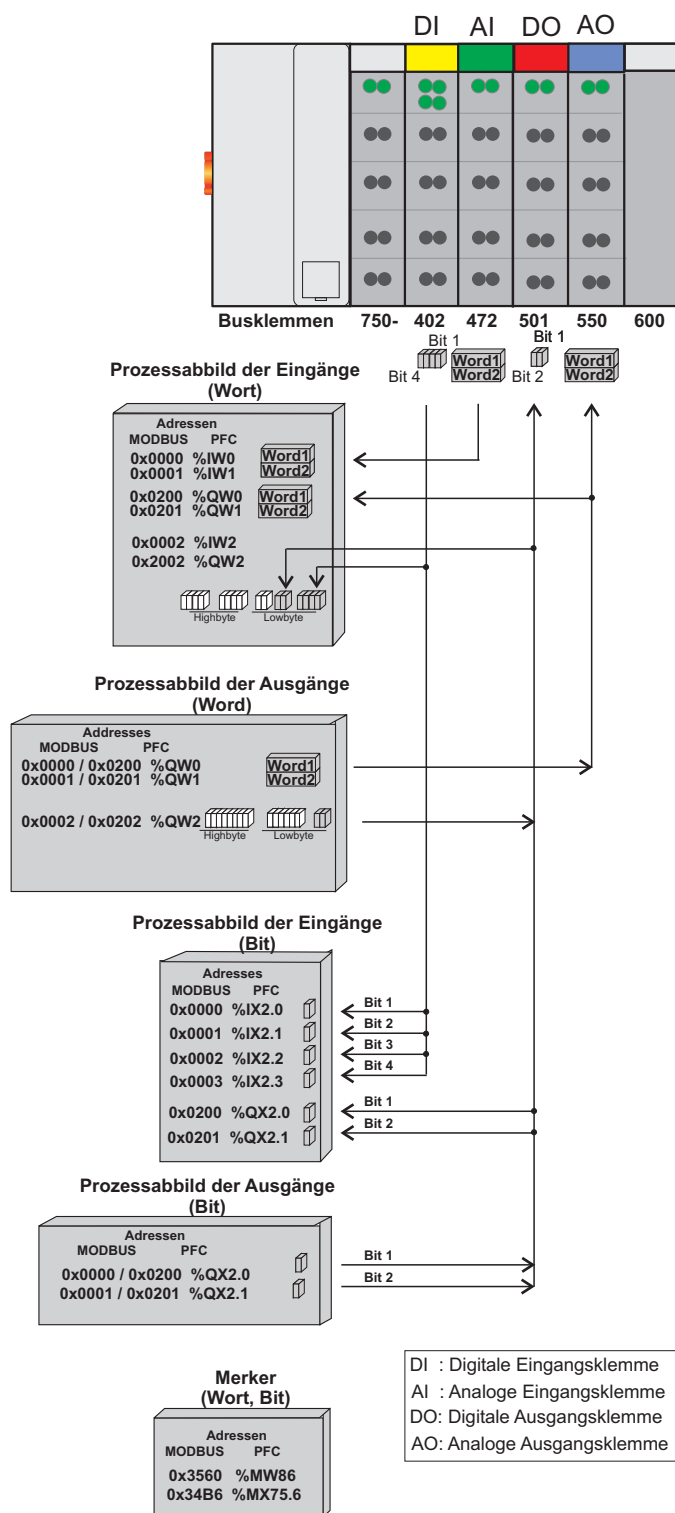 DI AI DO AO
Busklemmen 750- 402 472 501 550 600
Bit 1
Bit 4
Word1
Word2
Bit 1
Bit 2
Word1
Word2
Prozessabbild der Eingänge
(Wort)
Adressen
MODBUS PFC
0x0000 %IW0
0x0001 %IW1
Word1
Word2
0x0200 %QW0
0x0201 %QW1
Word1
Word2
0x0002 %IW2
0x2002 %QW2
Highbyte Lowbyte
Prozessabbild der Ausgänge
(Word)
Addresses
MODBUS PFC
0x0000 / 0x0200 %QW0
0x0001 / 0x0201 %QW1
Word1
Word2
0x0002 / 0x0202 %QW2
Highbyte Lowbyte
Prozessabbild der Eingänge
(Bit)
Adresses
MODBUS PFC
0x0000 %IX2.0
Bit 1
0x0001 %IX2.1
Bit 2
0x0002 %IX2.2
Bit 3
0x0003 %IX2.3
Bit 4
0x0200 %QX2.0
Bit 1
0x0201 %QX2.1
Bit 2
Prozessabbild der Ausgänge
(Bit)
Adressen
MODBUS PFC
0x0000 / 0x0200 %QX2.0
Bit 1
0x0001 / 0x0201 %QX2.1
Bit 2
Merker
(Wort, Bit)
Adressen
MODBUS PFC
0x3560 %MW86
0x34B6 %MX75.6
DI : Digitale Eingangsklemme
AI : Analoge Eingangsklemme
DO: Digitale Ausgangsklemme
AO: Analoge Ausgangsklemme